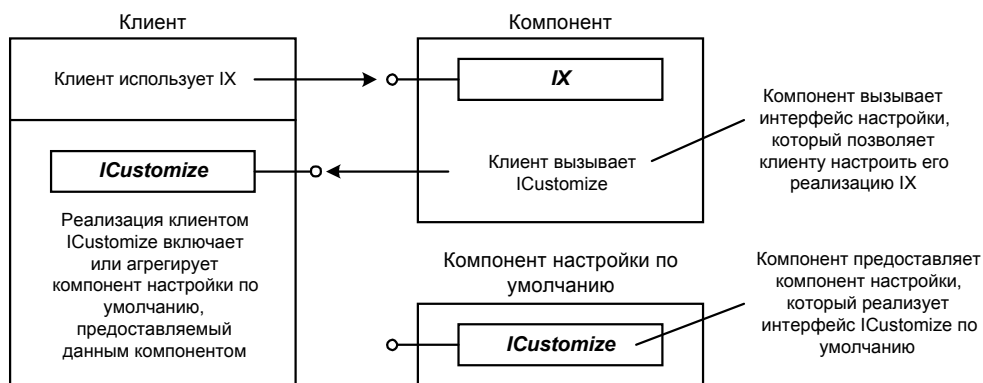 Клиент
Компонент
Клиент использует IX
IX
Компонент вызывает
интерфейс настройки,
который позволяет
клиенту настроить его
реализацию IX
ICustomize
Клиент вызывает
ICustomize
Реализация клиентом
ICustomize включает
или агрегирует
компонент настройки по
умолчанию,
предоставляемый
данным компонентом
Компонент настройки по
умолчанию
ICustomize
Компонент предоставляет
компонент настройки,
который реализует
интерфейс ICustomize по
умолчанию